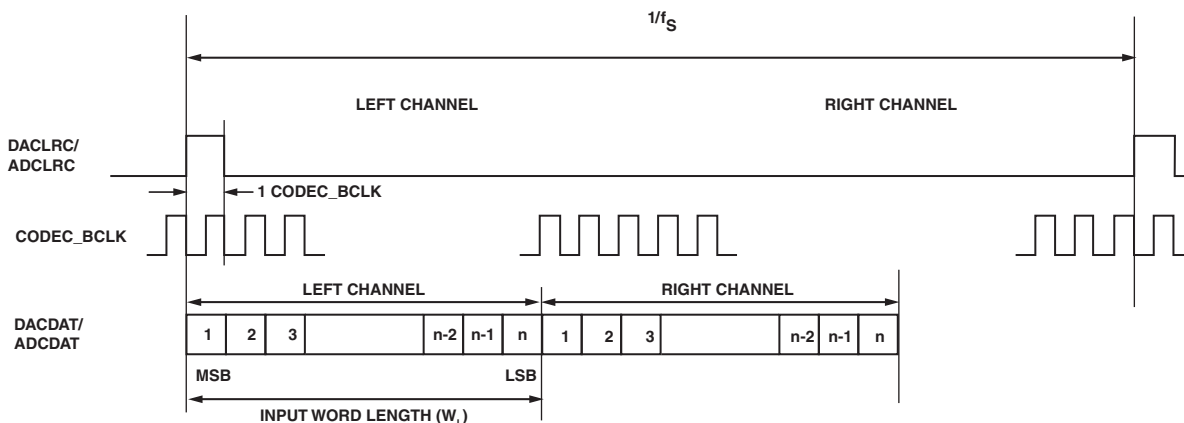 1/fS
LEFT CHANNEL
RIGHT CHANNEL
DACLRC/
ADCLRC
1 CODEC_BCLK
CODEC_BCLK
LEFT CHANNEL
RIGHT CHANNEL
DACDAT/
ADCDAT
1 2 3 n-2 n-1 n 1 2 3 n-2 n-1 n
MSB
LSB
INPUT WORD LENGTH (WL)